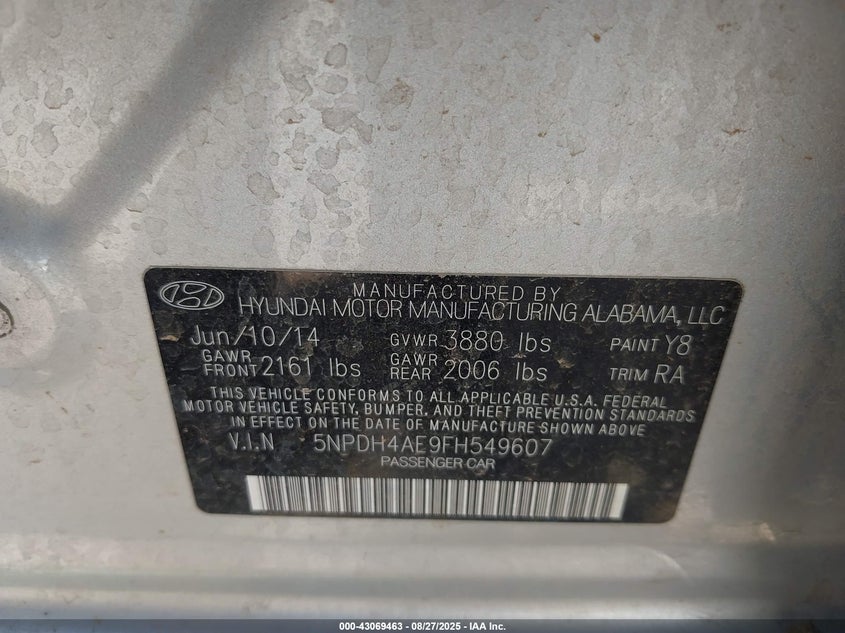 MANUFACTURED BY
HYUNDAI MOTOR MANUFACTURING ALABAMA, LLC
Jun/10/14 GVWR 3880 lbs PAINT Y8
GAWR FRONT 2161 lbs GAWR REAR 2006 lbs TRIM RA
THIS VEHICLE CONFORMS TO ALL APPLICABLE U.S.A. FEDERAL
MOTOR VEHICLE SAFETY, BUMPER, AND THEFT PREVENTION STANDARDS
IN EFFECT ON THE DATE OF MANUFACTURE SHOWN ABOVE
V.I.N 5NPDH4AE9FH549607
PASSENGER CAR
000-43069463 - 08/27/2025 - IAA Inc.